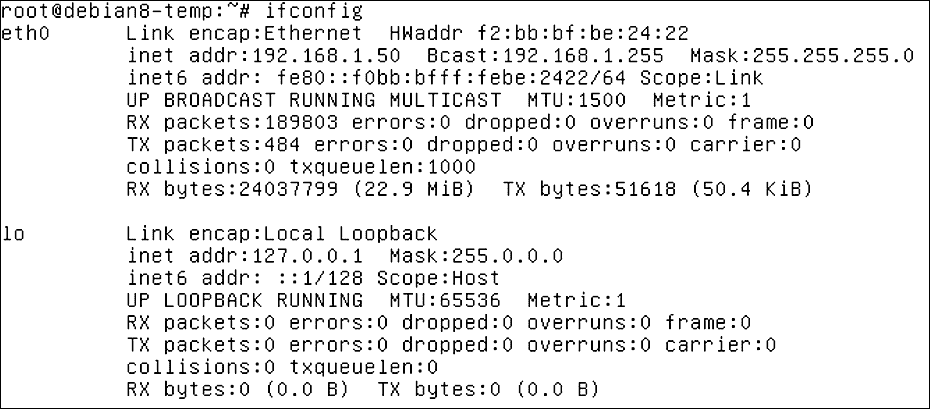 root@debian8-temp:~# ifconfig
eth0      Link encap:Ethernet  HWaddr f2:bb:bf:be:24:22
          inet addr:192.168.1.50  Bcast:192.168.1.255  Mask:255.255.255.0
          inet6 addr: fe80::f0bb:bfff:febe:2422/64 Scope:Link
          UP BROADCAST RUNNING MULTICAST  MTU:1500  Metric:1
          RX packets:189803 errors:0 dropped:0 overruns:0 frame:0
          TX packets:484 errors:0 dropped:0 overruns:0 carrier:0
          collisions:0 txqueuelen:1000
          RX bytes:24037799 (22.9 MiB)  TX bytes:51618 (50.4 KiB)

lo        Link encap:Local Loopback
          inet addr:127.0.0.1  Mask:255.0.0.0
          inet6 addr: ::1/128 Scope:Host
          UP LOOPBACK RUNNING  MTU:65536  Metric:1
          RX packets:0 errors:0 dropped:0 overruns:0 frame:0
          TX packets:0 errors:0 dropped:0 overruns:0 carrier:0
          collisions:0 txqueuelen:0
          RX bytes:0 (0.0 B)  TX bytes:0 (0.0 B)